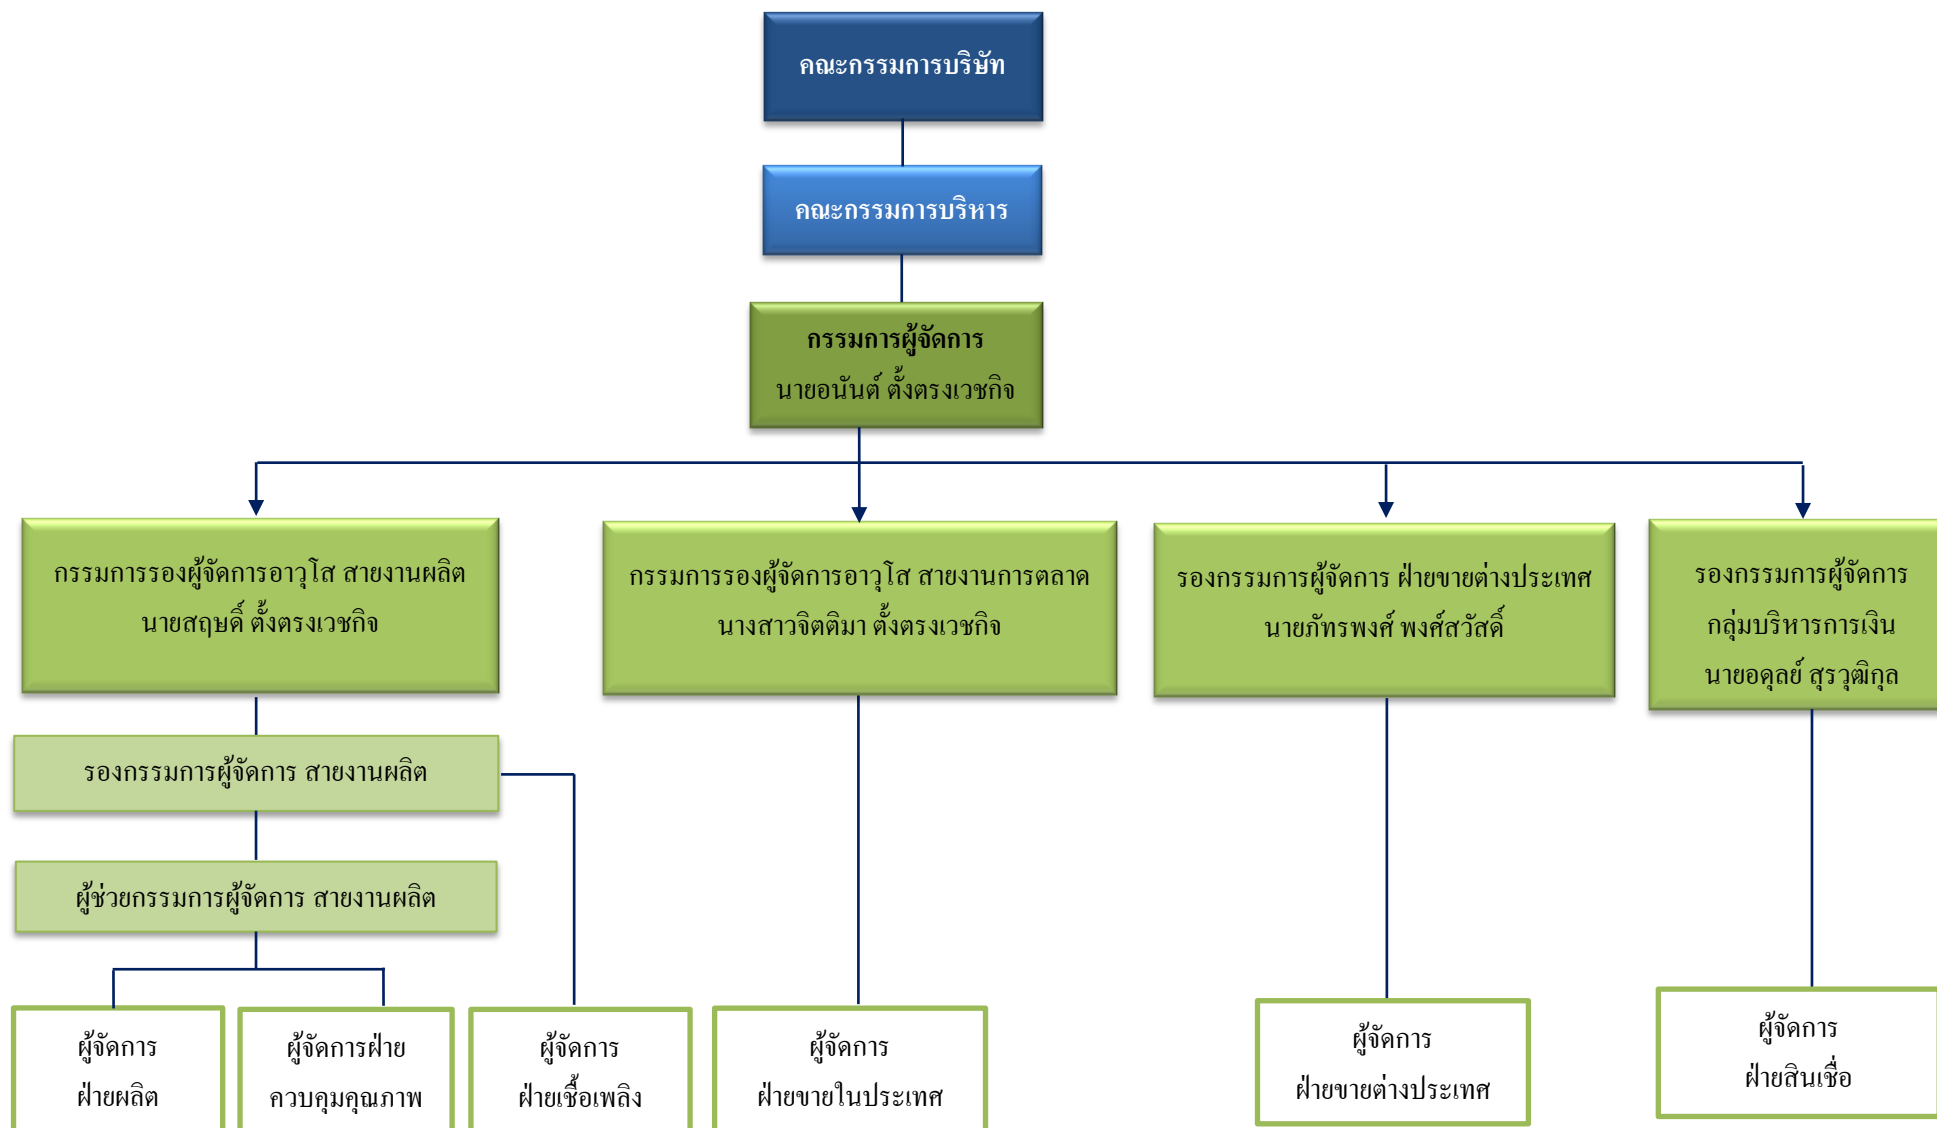 คณะกรรมการบริษัท
คณะกรรมการบริหาร
กรรมการผู้จัดการ
นายอนันต์ ตั้งตรงเวชกิจ
กรรมการรองผู้จัดการอาวุโส สายงานผลิต
นายสฤษดิ์ ตั้งตรงเวชกิจ
กรรมการรองผู้จัดการอาวุโส สายงานการตลาด
นางสาวจิตติมา ตั้งตรงเวชกิจ
รองกรรมการผู้จัดการ ฝ่ายขายต่างประเทศ
นายภัทรพงศ์ พงศ์สวัสดิ์
รองกรรมการผู้จัดการ
กลุ่มบริหารการเงิน
นายอดุลย์ สุรวุฒิกุล
รองกรรมการผู้จัดการ สายงานผลิต
ผู้ช่วยกรรมการผู้จัดการ สายงานผลิต
ผู้จัดการ
ฝ่ายผลิต
ผู้จัดการฝ่าย
ควบคุมคุณภาพ
ผู้จัดการ
ฝ่ายเชื้อเพลิง
ผู้จัดการ
ฝ่ายขายในประเทศ
ผู้จัดการ
ฝ่ายขายต่างประเทศ
ผู้จัดการ
ฝ่ายสินเชื่อ